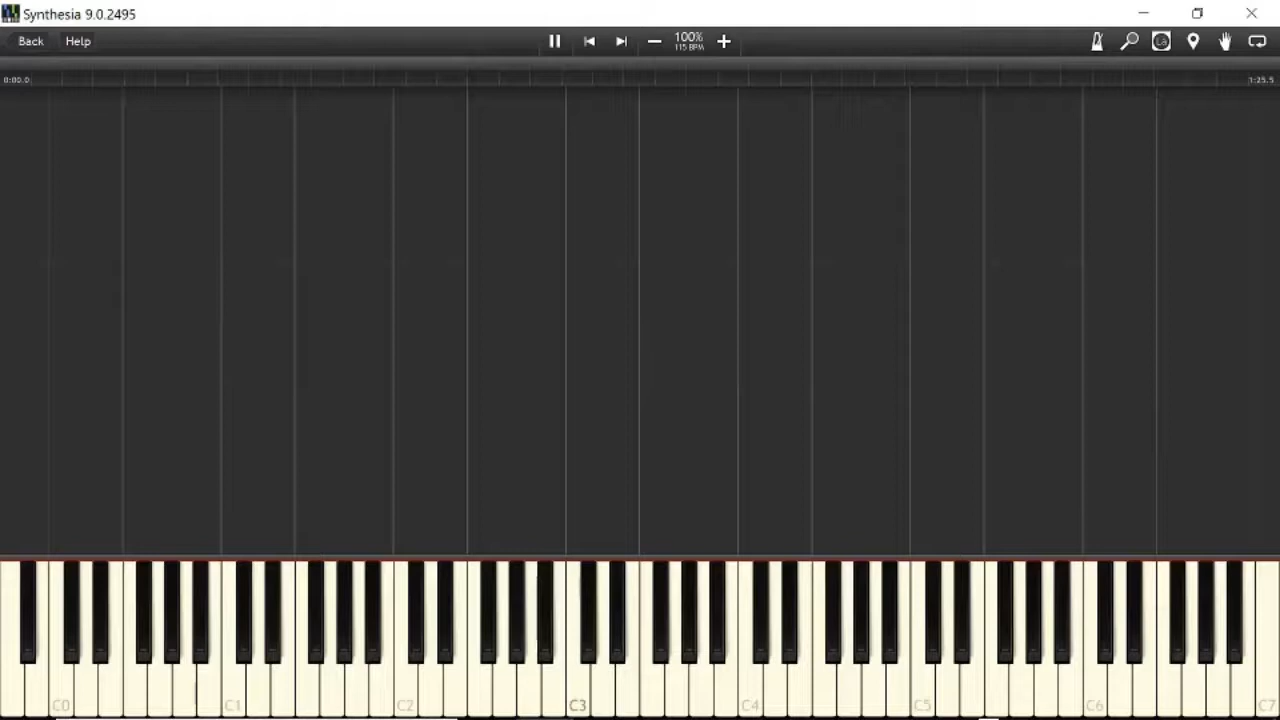 Synthesia 9.0.2495
Back Help
100%
115 BPM
0:00.0
1:25.5
C0 C1 C2 C3 C4 C5 C6 C7